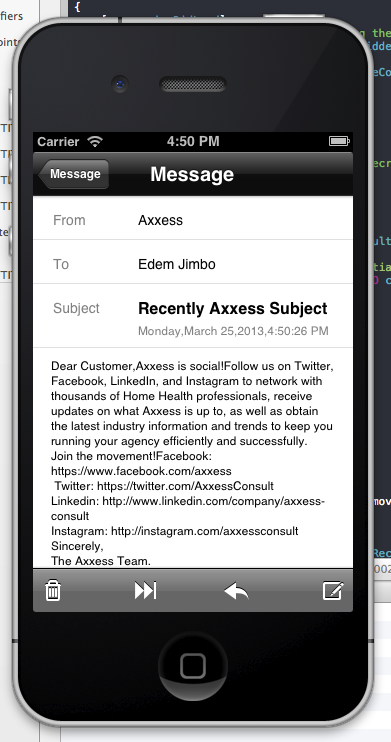 fiers
{
oints
Carrier
4:50 PM
Message
Message
From
Axxess
To
Edem Jimbo
Subject
Recently Axxess Subject
Monday,March 25,2013,4:50:26 PM
Dear Customer,Axxess is social!Follow us on Twitter,
Facebook, LinkedIn, and Instagram to network with
thousands of Home Health professionals, receive
updates on what Axxess is up to, as well as obtain
the latest industry information and trends to keep you
running your agency efficiently and successfully.
Join the movement!Facebook:
https://www.facebook.com/axxess
Twitter: https://twitter.com/AxxessConsult
Linkedin: http://www.linkedin.com/company/axxess-
consult
Instagram: http://instagram.com/axxessconsult
Sincerely,
The Axxess Team.